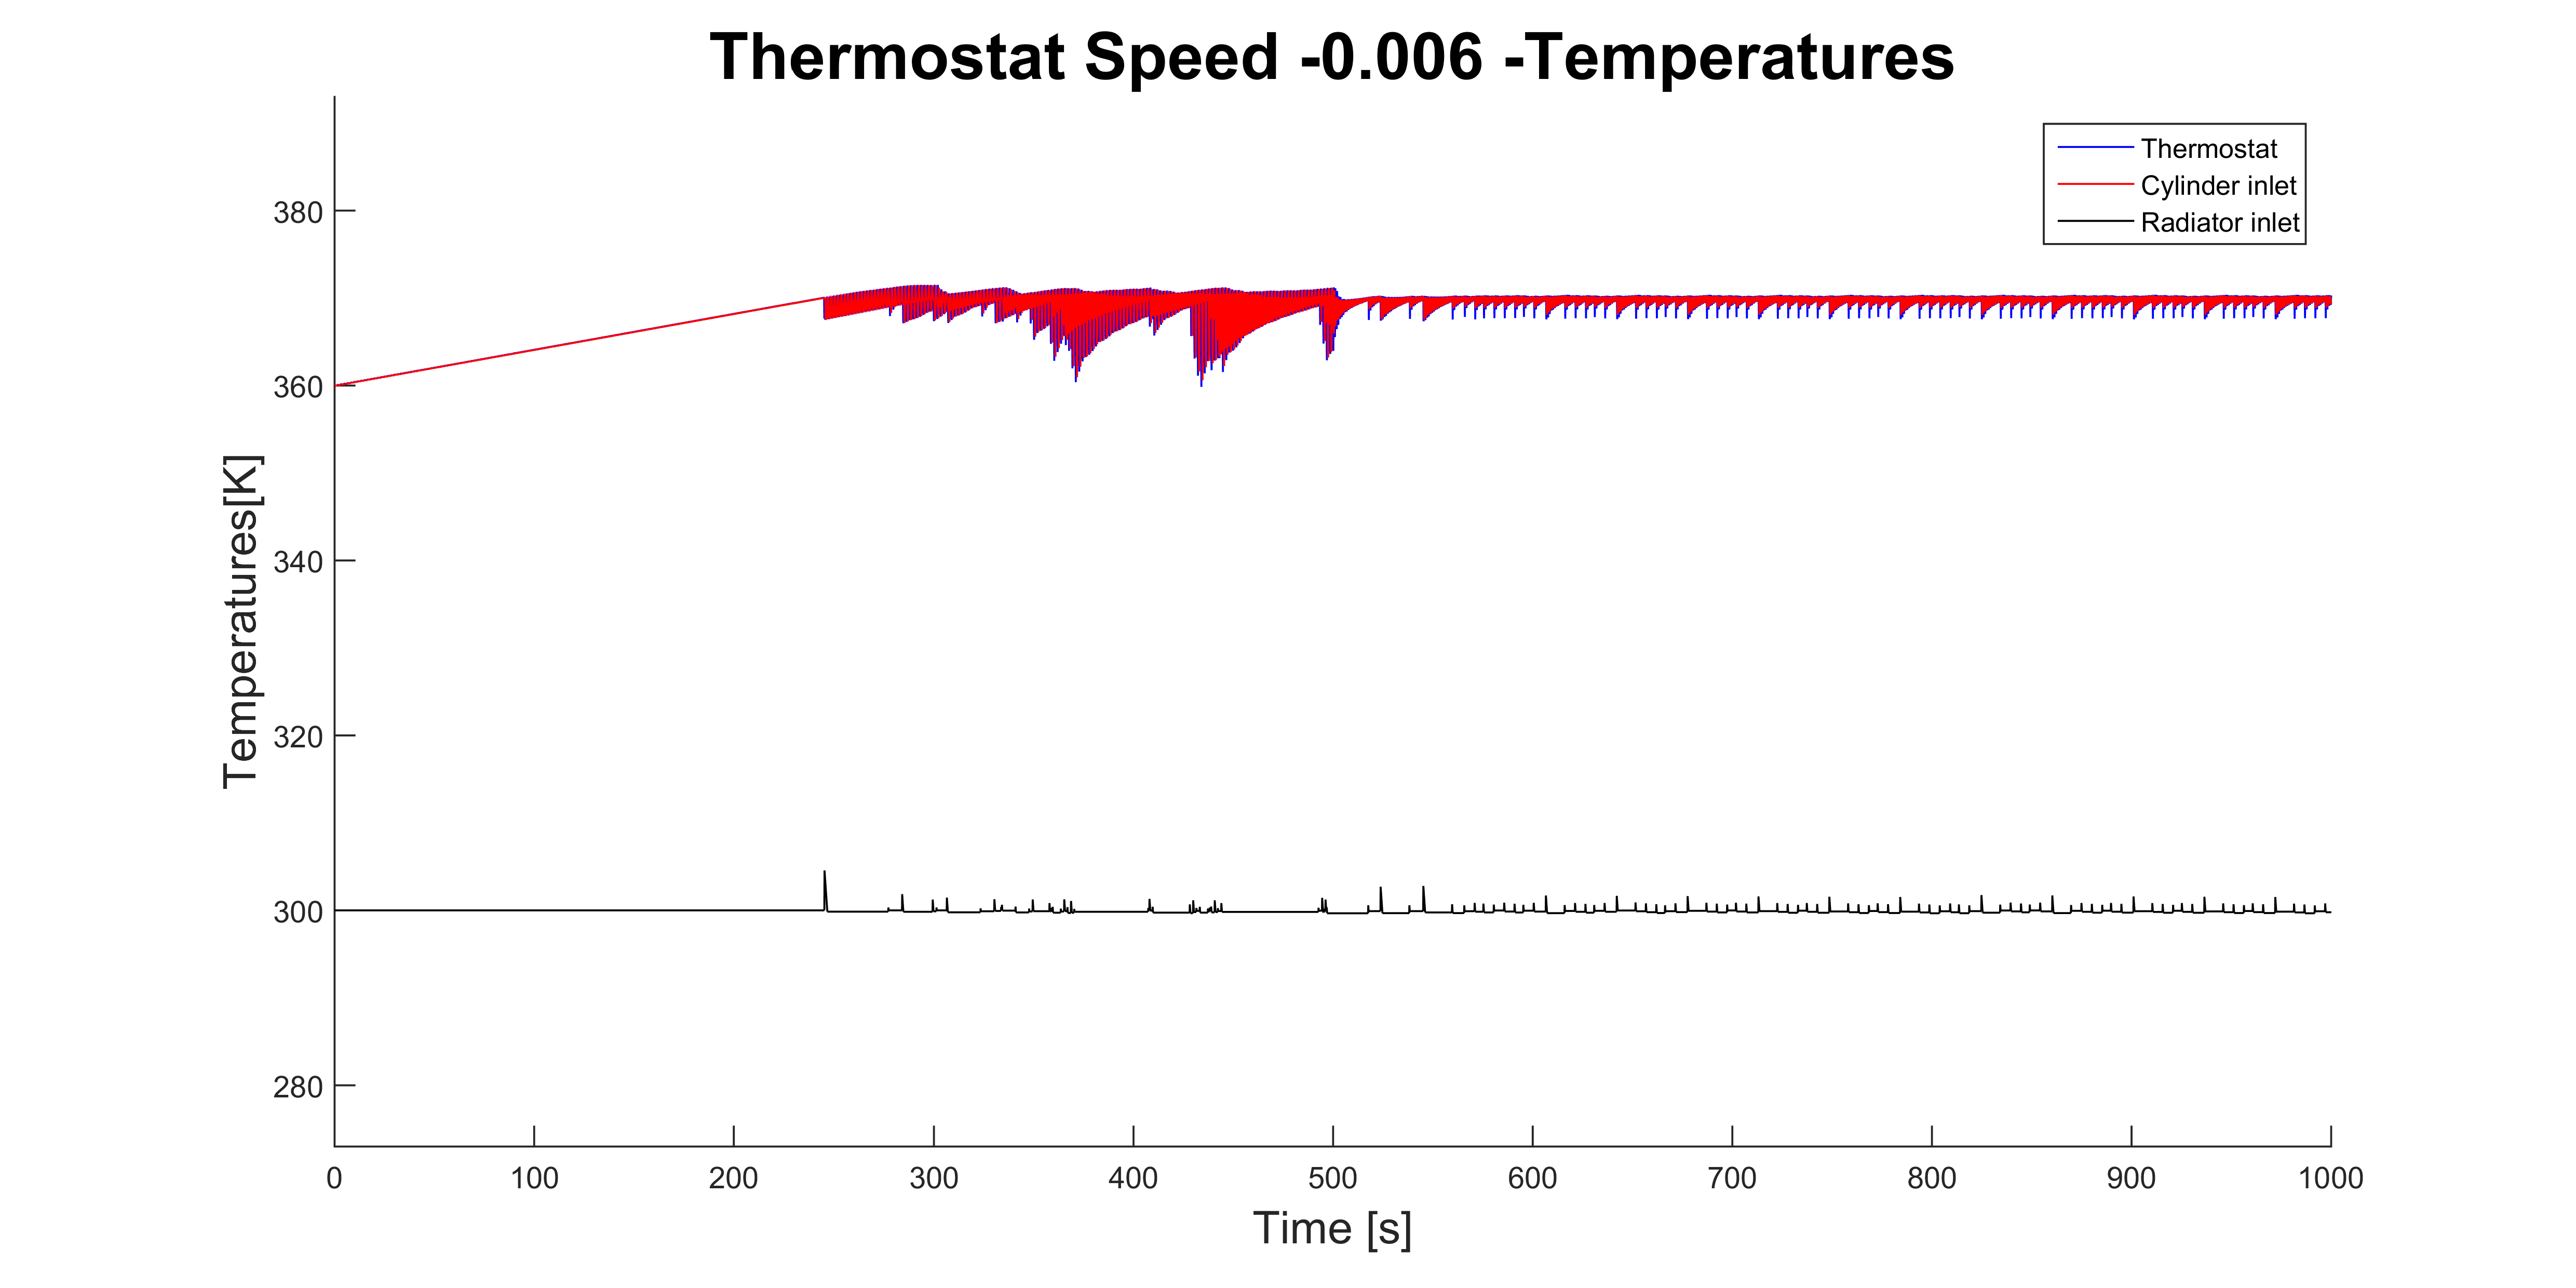 Thermostat Speed -0.006 -Temperatures
Thermostat
Cylinder inlet
Radiator inlet
380
360
340
320
300
280
Temperatures[K]
0 100 200 300 400 500 600 700 800 900 1000
Time [s]